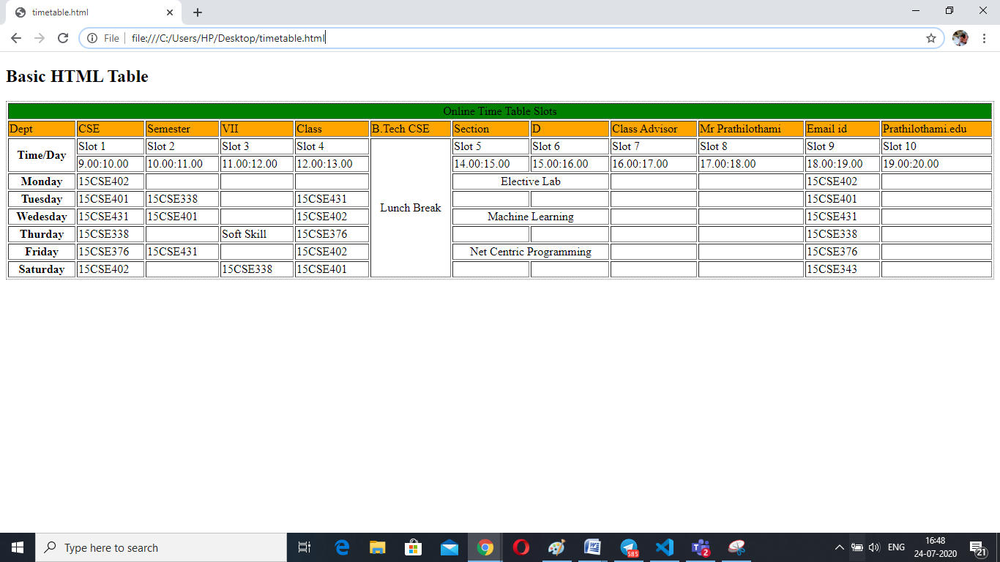 timetable.html
File file:///C:/Users/HP/Desktop/timetable.html
Basic HTML Table
Online Time Table Slots
Dept CSE Semester VII Class B.Tech CSE Section D Class Advisor Mr Prathilothami Email id Prathilothami.edu
Time/Day Slot 1 Slot 2 Slot 3 Slot 4 Lunch Break Slot 5 Slot 6 Slot 7 Slot 8 Slot 9 Slot 10
9.00:10.00 10.00:11.00 11.00:12.00 12.00:13.00 14.00:15.00 15.00:16.00 16.00:17.00 17.00:18.00 18.00:19.00 19.00:20.00
Monday 15CSE402 Elective Lab 15CSE402
Tuesday 15CSE401 15CSE338 15CSE431 15CSE401
Wedesday 15CSE431 15CSE401 15CSE402 Machine Learning 15CSE431
Thurday 15CSE338 Soft Skill 15CSE376 15CSE338
Friday 15CSE376 15CSE431 15CSE402 Net Centric Programming 15CSE376
Saturday 15CSE402 15CSE338 15CSE401 15CSE343
Type here to search
585
2
ENG
16:48
24-07-2020
21